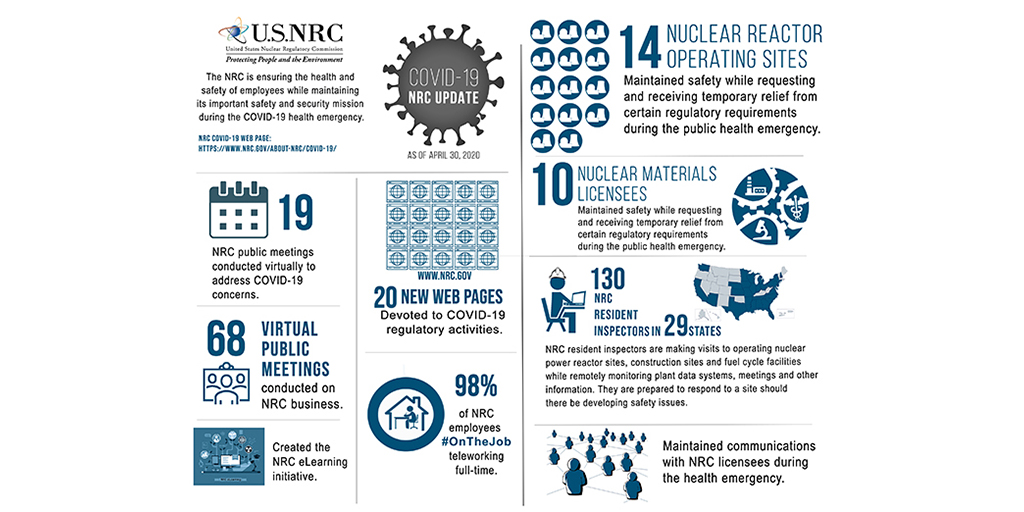 U.S.NRC
United States Nuclear Regulatory Commission
Protecting People and the Environment
The NRC is ensuring the health and
safety of employees while maintaining
its important safety and security mission
during the COVID-19 health emergency.
NRC COVID-19 WEB PAGE:
HTTPS://WWW.NRC.GOV/ABOUT-NRC/COVID-19/
COVID-19
NRC UPDATE
AS OF APRIL 30, 2020
19
NRC public meetings
conducted virtually to
address COVID-19
concerns.
68 VIRTUAL
PUBLIC
MEETINGS
conducted on
NRC business.
Created the
NRC eLearning
initiative.
WWW.NRC.GOV
20 NEW WEB PAGES
Devoted to COVID-19
regulatory activities.
98%
of NRC
employees
#OnTheJob
teleworking
full-time.
14 NUCLEAR REACTOR
OPERATING SITES
Maintained safety while requesting
and receiving temporary relief from
certain regulatory requirements
during the public health emergency.
10 NUCLEAR MATERIALS
LICENSEES
Maintained safety while requesting
and receiving temporary relief from
certain regulatory requirements
during the public health emergency.
130
NRC
RESIDENT
INSPECTORS IN 29 STATES
NRC resident inspectors are making visits to operating nuclear
power reactor sites, construction sites and fuel cycle facilities
while remotely monitoring plant data systems, meetings and other
information. They are prepared to respond to a site should
there be developing safety issues.
Maintained communications
with NRC licensees during
the health emergency.